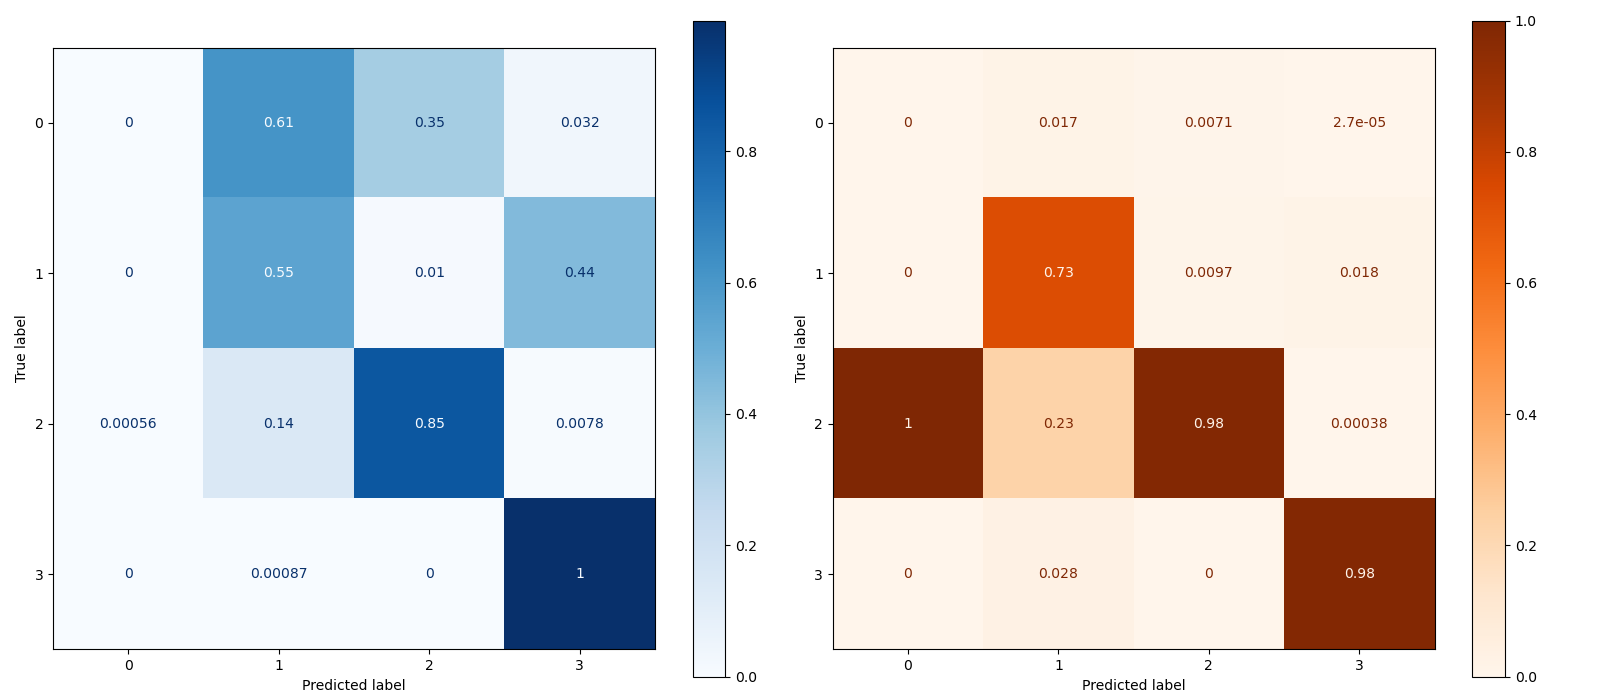 0 0.61 0.35 0.032
0
1 0 0.55 0.01 0.44
2 0.00056 0.14 0.85 0.0078
3 0 0.00087 0 1
True label
0 1 2 3
Predicted label
0.8
0.6
0.4
0.2
0.0
0 0 0.017 0.0071 2.7e-05
1 0 0.73 0.0097 0.018
2 1 0.23 0.98 0.00038
3 0 0.028 0 0.98
True label
0 1 2 3
Predicted label
1.0
0.8
0.6
0.4
0.2
0.0